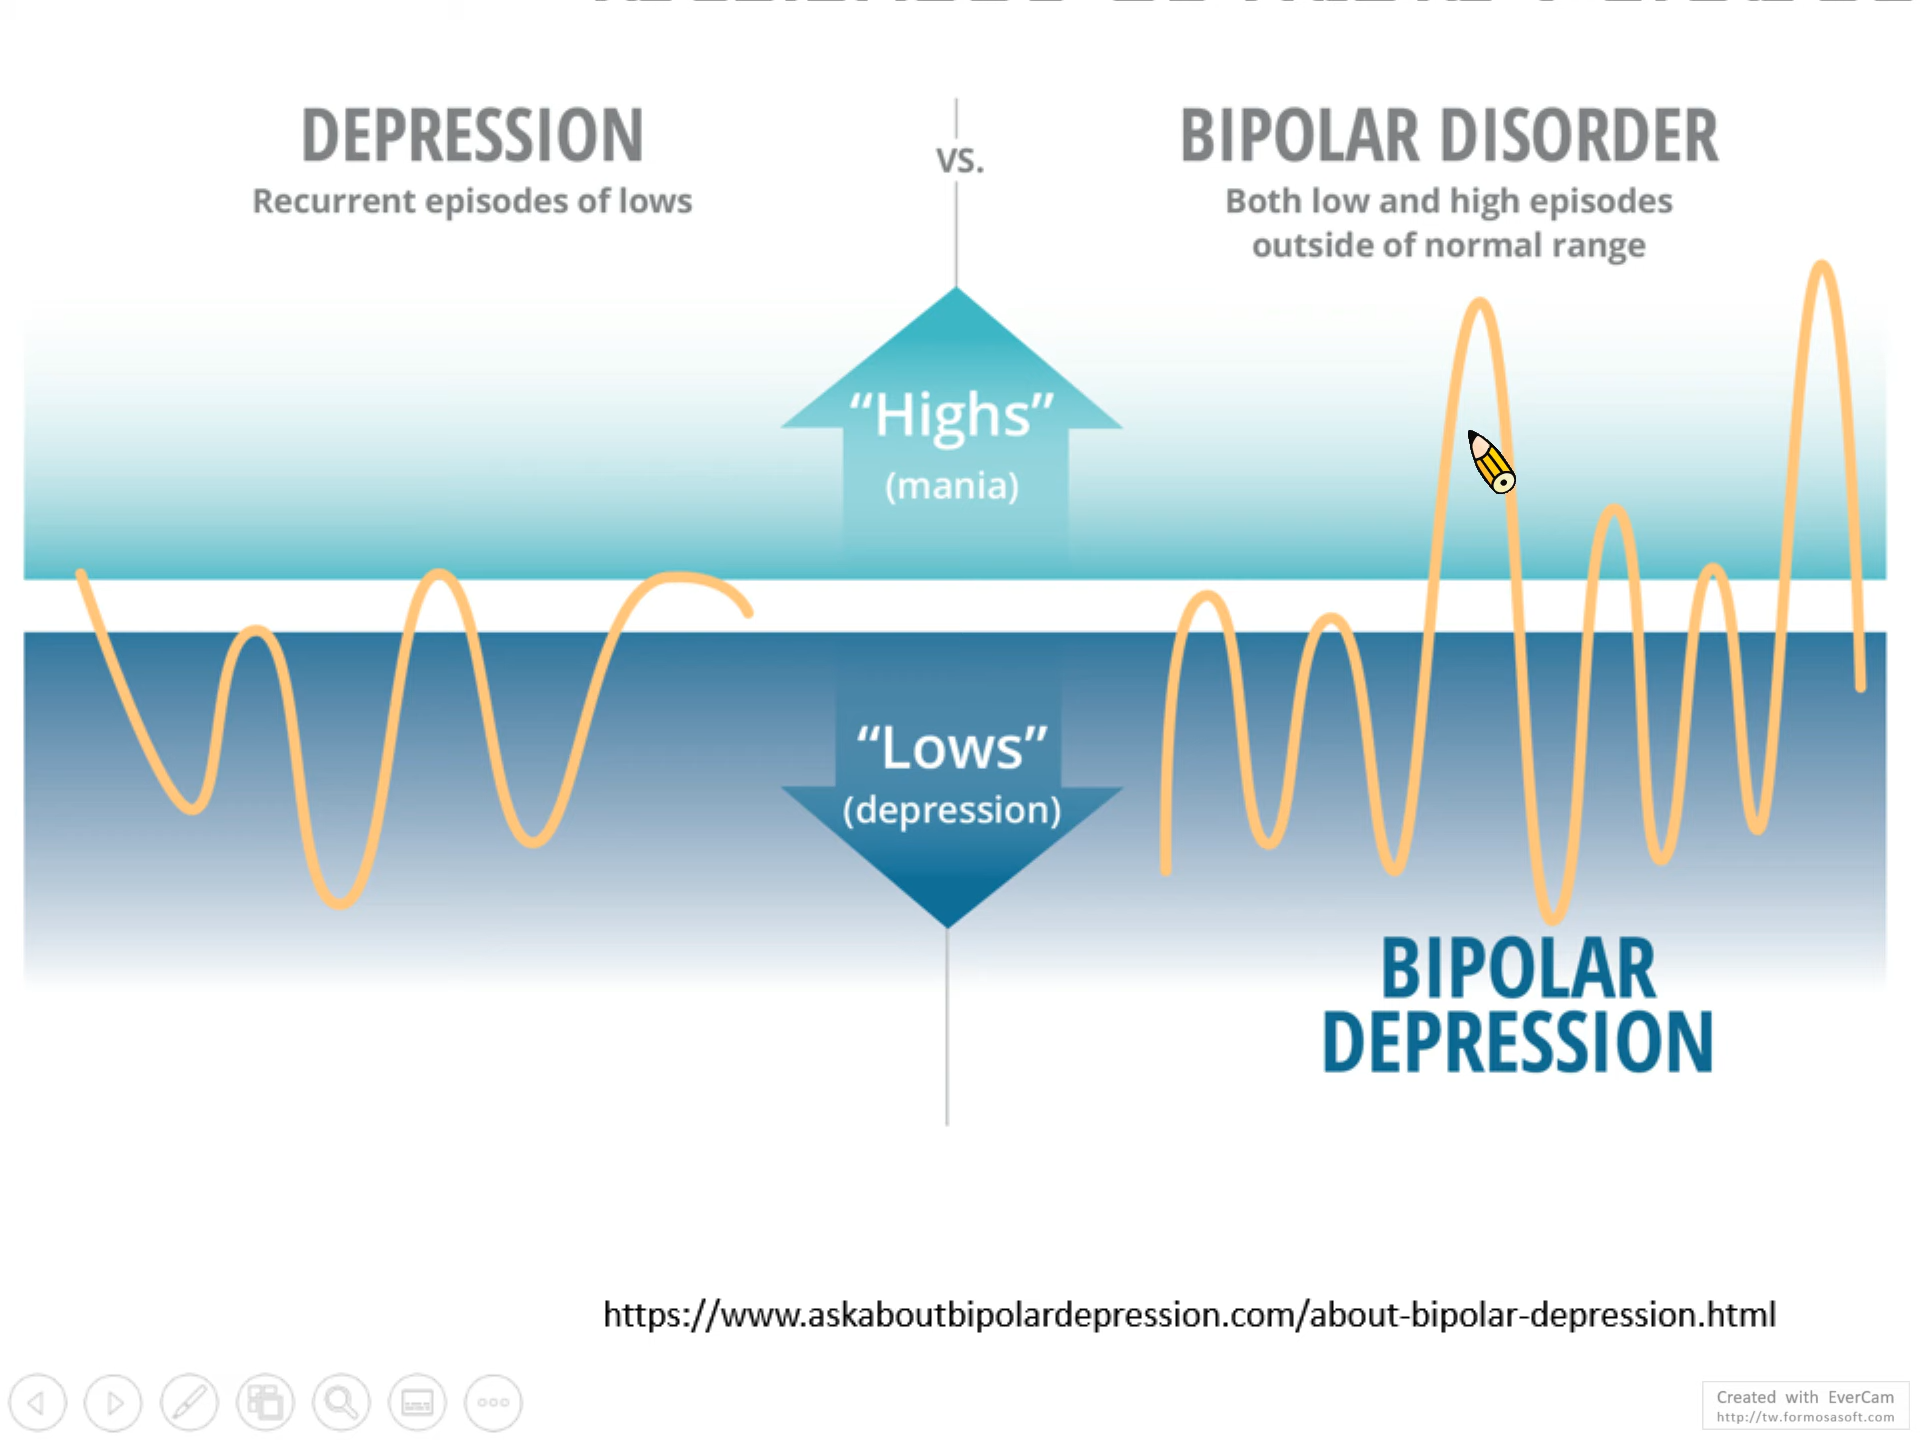 DEPRESSION
Recurrent episodes of lows
VS.
BIPOLAR DISORDER
Both low and high episodes
outside of normal range
“Highs”
(mania)
“Lows”
(depression)
BIPOLAR
DEPRESSION
https://www.askaboutbipolardepression.com/about-bipolar-depression.html
Created with EverCam
http://tw.formosasoft.com